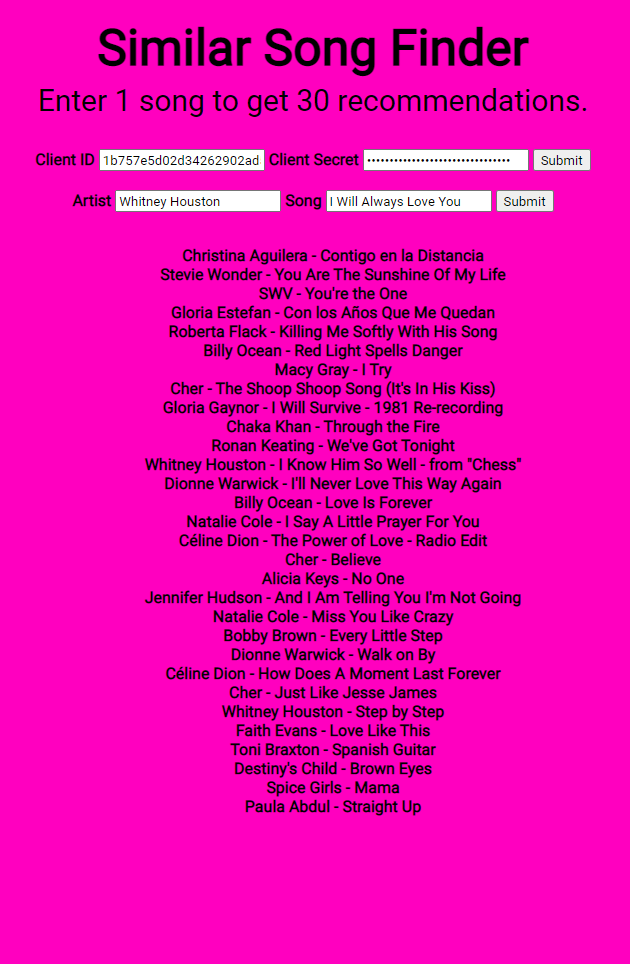 Similar Song Finder
Enter 1 song to get 30 recommendations.
Client ID 1b757e5d02d34262902ad Client Secret •••••••••••••••••••••••••••••••• Submit
Artist Whitney Houston Song I Will Always Love You Submit
Christina Aguilera - Contigo en la Distancia
Stevie Wonder - You Are The Sunshine Of My Life
SWV - You're the One
Gloria Estefan - Con los Años Que Me Quedan
Roberta Flack - Killing Me Softly With His Song
Billy Ocean - Red Light Spells Danger
Macy Gray - I Try
Cher - The Shoop Shoop Song (It's In His Kiss)
Gloria Gaynor - I Will Survive - 1981 Re-recording
Chaka Khan - Through the Fire
Ronan Keating - We've Got Tonight
Whitney Houston - I Know Him So Well - from "Chess"
Dionne Warwick - I'll Never Love This Way Again
Billy Ocean - Love Is Forever
Natalie Cole - I Say A Little Prayer For You
Céline Dion - The Power of Love - Radio Edit
Cher - Believe
Alicia Keys - No One
Jennifer Hudson - And I Am Telling You I'm Not Going
Natalie Cole - Miss You Like Crazy
Bobby Brown - Every Little Step
Dionne Warwick - Walk on By
Céline Dion - How Does A Moment Last Forever
Cher - Just Like Jesse James
Whitney Houston - Step by Step
Faith Evans - Love Like This
Toni Braxton - Spanish Guitar
Destiny's Child - Brown Eyes
Spice Girls - Mama
Paula Abdul - Straight Up